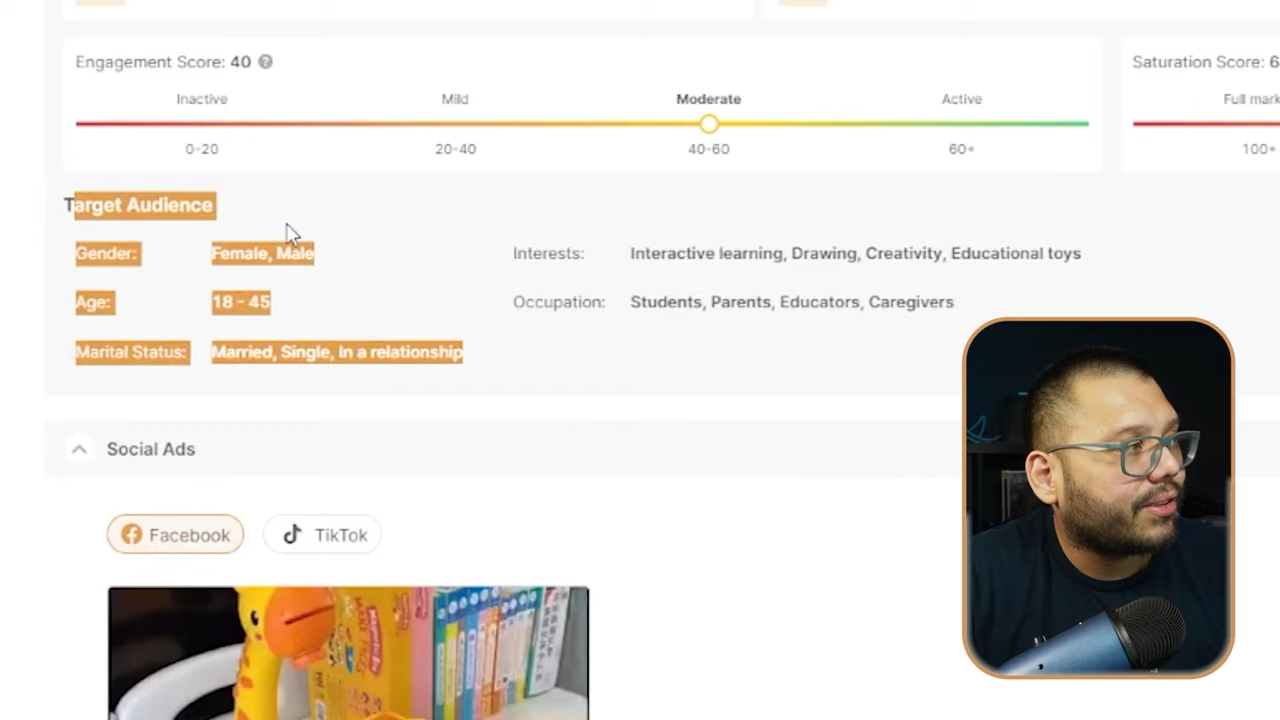 Engagement Score: 40
Saturation Score: 6
Inactive Mild Moderate Active
Full mark
0-20 20-40 40-60 60+
100+
Target Audience
Gender: Female, Male Interests: Interactive learning, Drawing, Creativity, Educational toys
Age: 18 - 45 Occupation: Students, Parents, Educators, Caregivers
Marital Status: Married, Single, In a relationship
Social Ads
Facebook TikTok